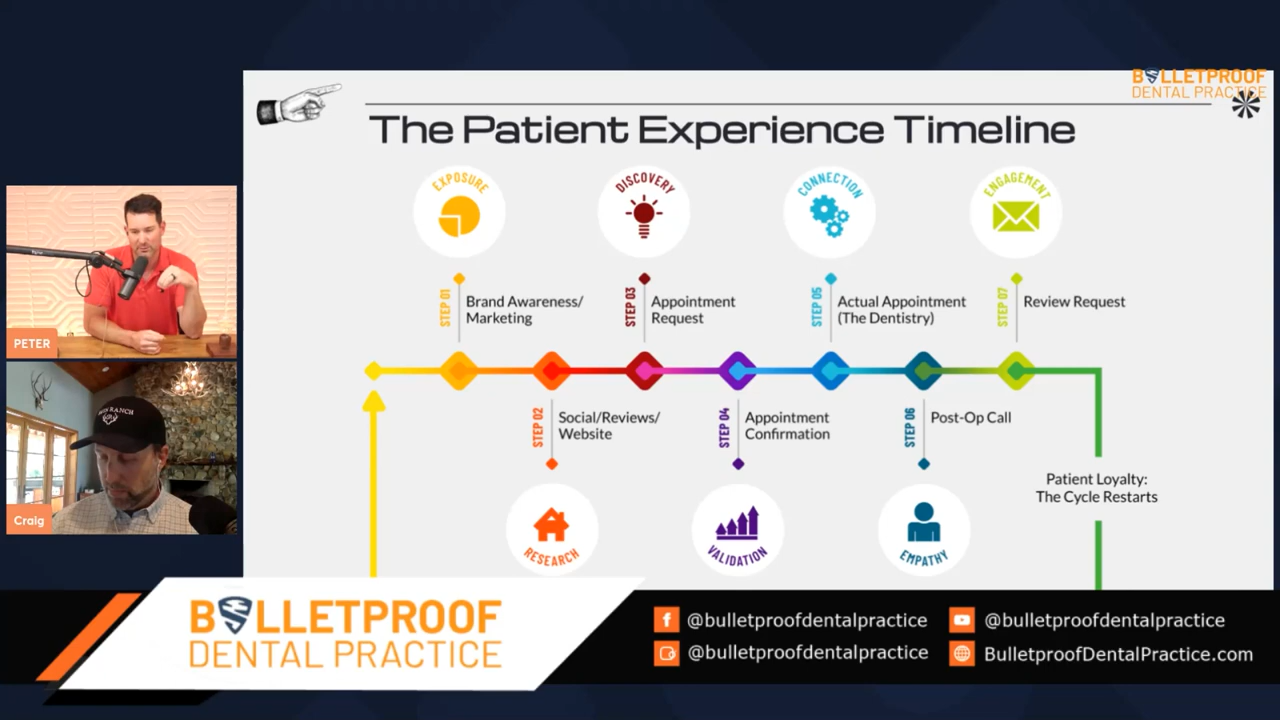 BULLETPROOF
DENTAL PRACTICE
The Patient Experience Timeline
EXPOSURE
DISCOVERY
CONNECTION
ENGAGEMENT
STEP 01
Brand Awareness/
Marketing
STEP 03
Appointment
Request
STEP 05
Actual Appointment
(The Dentistry)
STEP 07
Review Request
STEP 02
Social/Reviews/
Website
STEP 04
Appointment
Confirmation
STEP 06
Post-Op Call
Patient Loyalty:
The Cycle Restarts
RESEARCH
VALIDATION
EMPATHY
PETER
RANCH
Craig
BULLETPROOF
DENTAL PRACTICE
@bulletproofdentalpractice
@bulletproofdentalpractice
@bulletproofdentalpractice
BulletproofDentalPractice.com